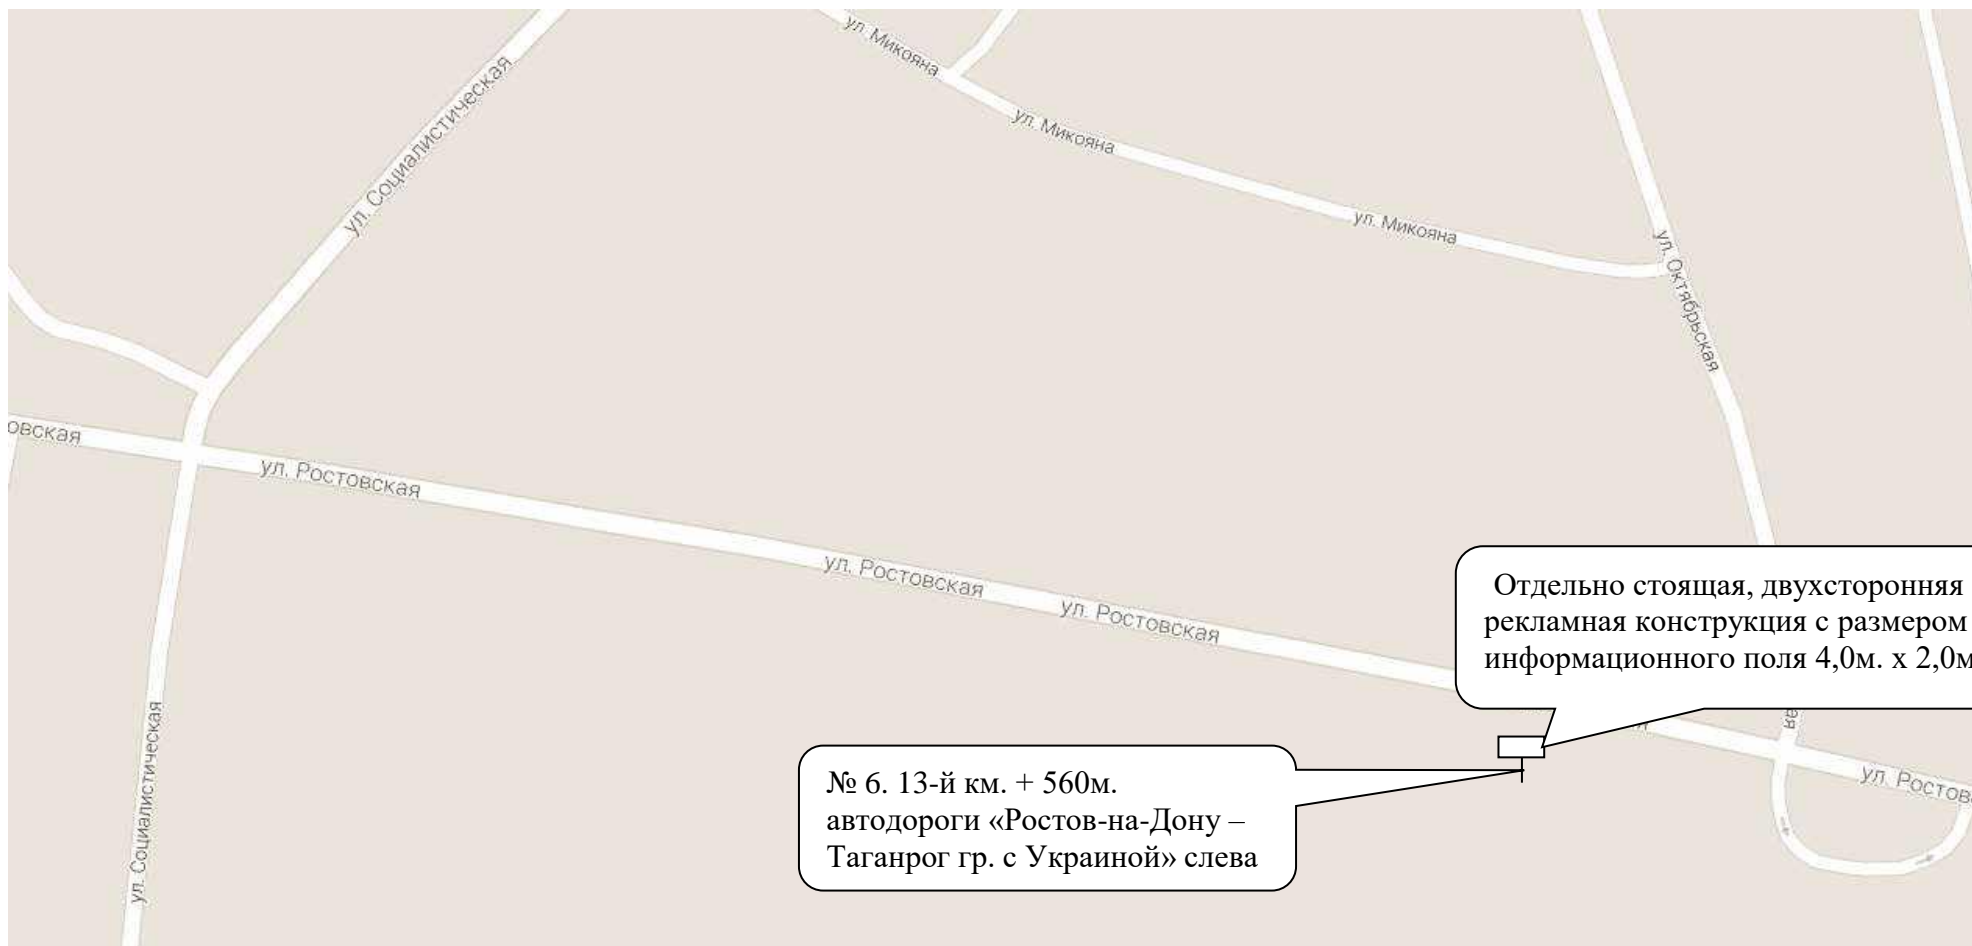 ул. Микояна
ул. Социалистическая
ул. Микояна
ул. Микояна
ул. Октябрьская
овская
ул. Ростовская
ул. Ростовская
ул. Ростовская
Отдельно стоящая, двухсторонняя
рекламная конструкция с размером
информационного поля 4,0м. х 2,0м
ул. Социалистическая
№ 6. 13-й км. + 560м.
автодороги «Ростов-на-Дону –
Таганрог гр. с Украиной» слева
ул. Ростов